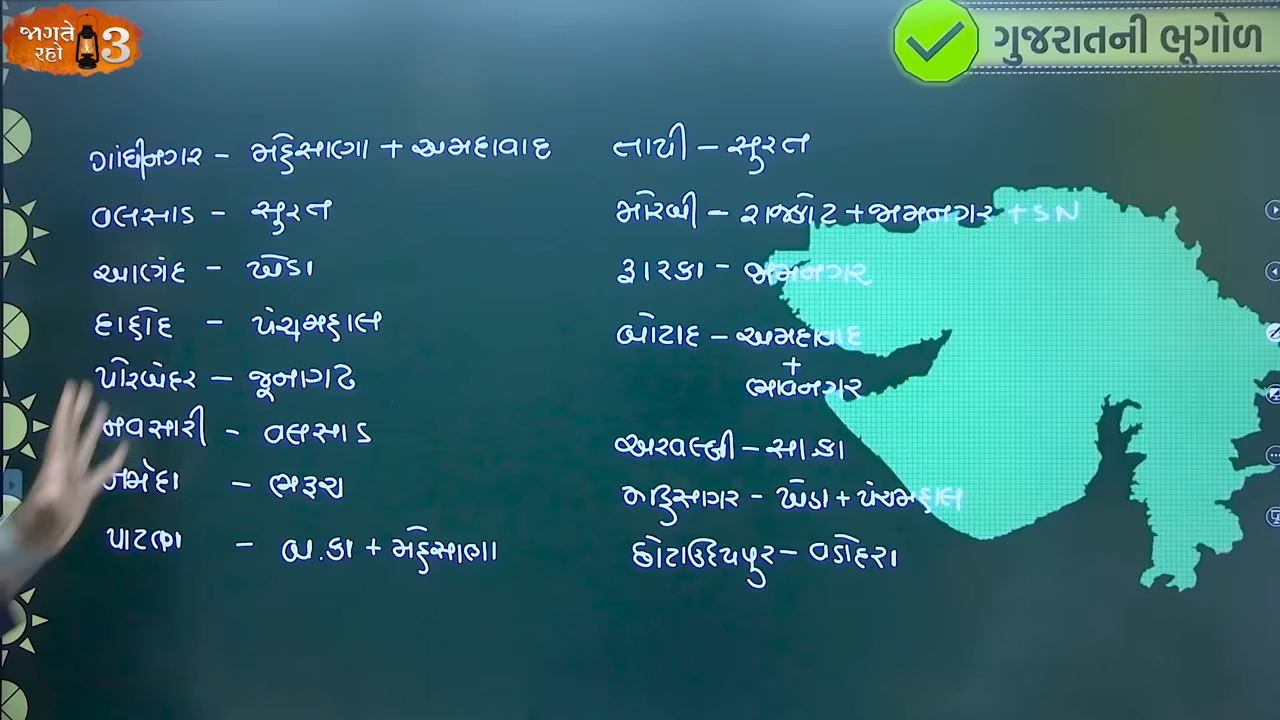 જાગતે
રહો 3
ગુજરાતની ભૂગોળ
ગાંધીનગર - મહેસાણા + અમદાવાદ
વલસાડ - સુરત
આણંદ - ખેડા
દાહોદ - પંચમહાલ
પોરબંદર - જૂનાગઢ
નવસારી - વલસાડ
નર્મદા - ભરૂચ
પાટણ - બ.કા + મહેસાણા
તાપી - સુરત
મોરબી - રાજકોટ + જામનગર + SN
દ્વારકા - જામનગર
બોટાદ - અમદાવાદ
+
ભાવનગર
અરવલ્લી - સા.કા
મહિસાગર - ખેડા + પંચમહાલ
છોટાઉદેપુર - વડોદરા